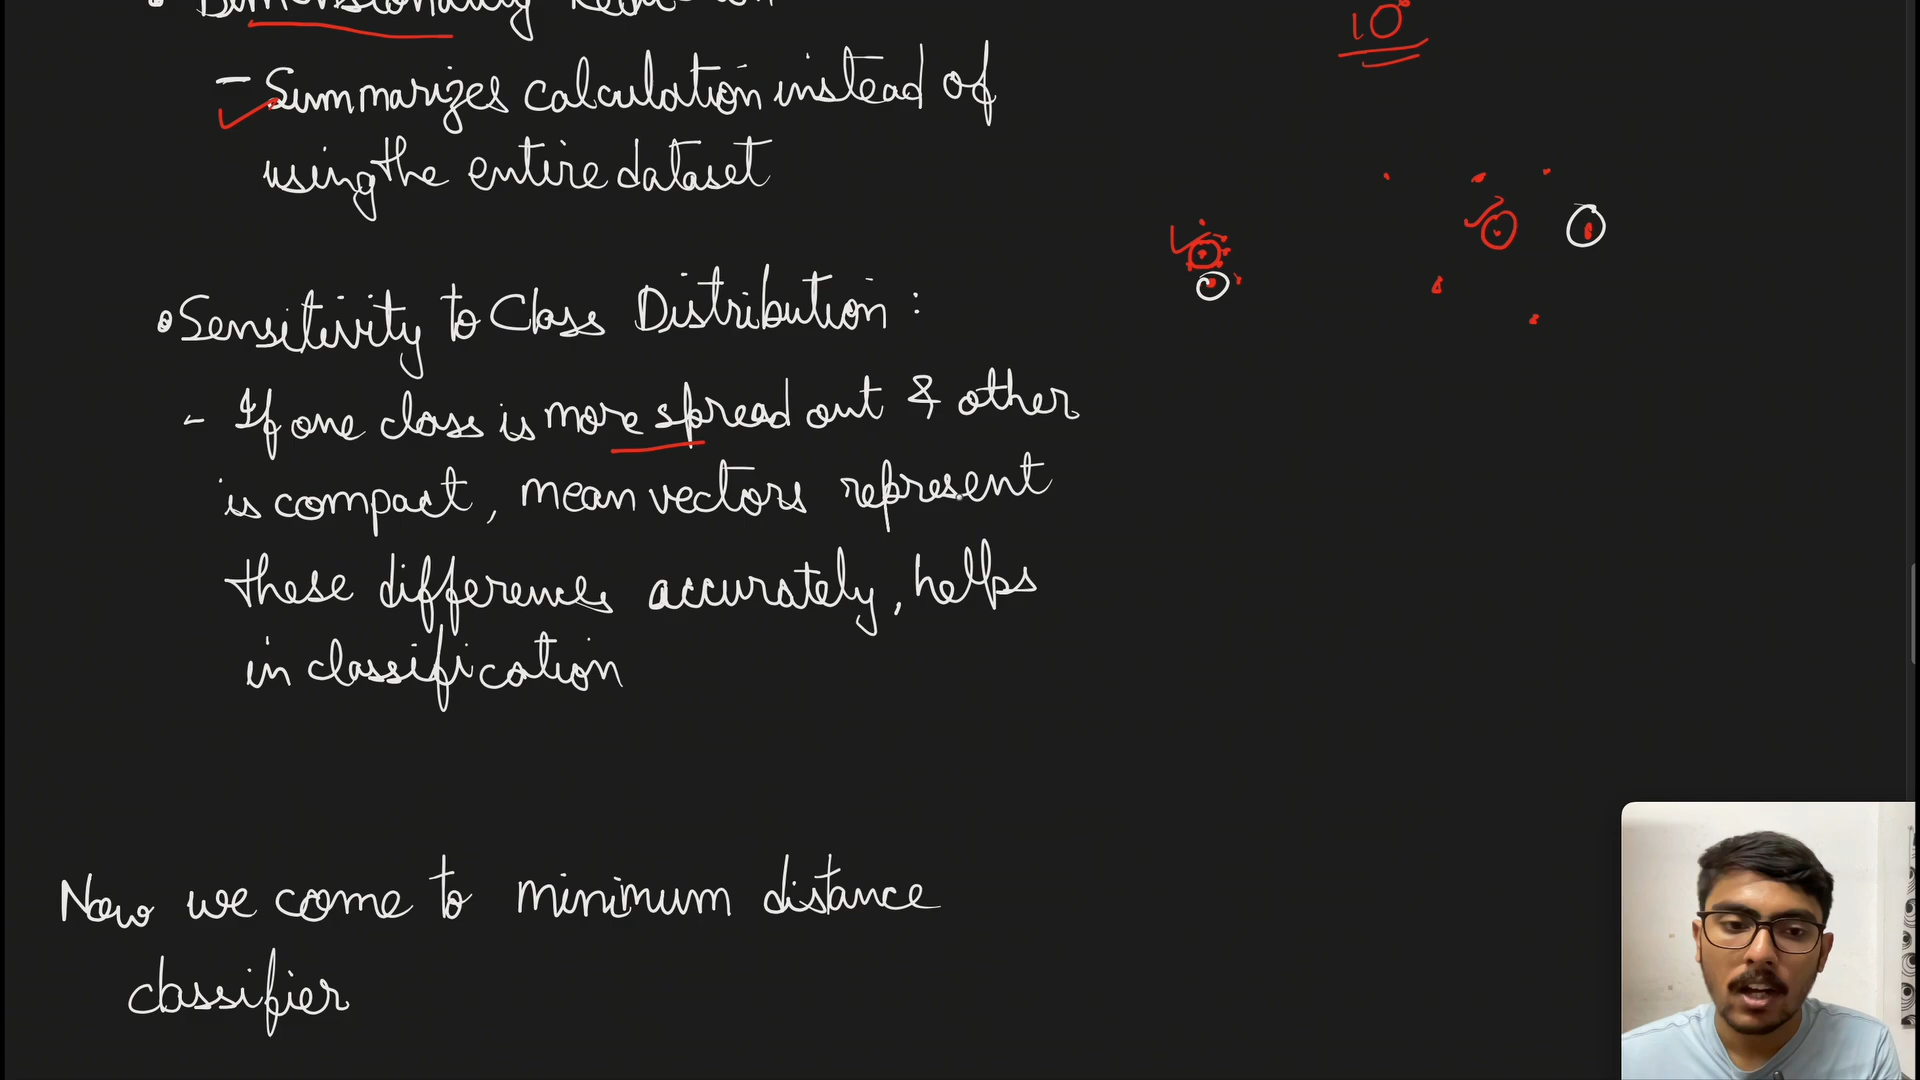 • Dimensionality
10⁶
- Summarizes calculation instead of
using the entire dataset
• Sensitivity to Class Distribution :
- If one class is more spread out & other
is compact, mean vectors represent
these differences accurately, helps
in classification
Now we come to minimum distance
classifier